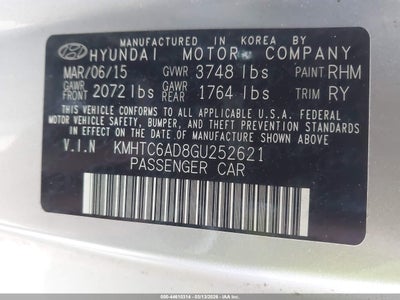 MANUFACTURED IN KOREA BY
HYUNDAI MOTOR COMPANY
MAR/06/15 GVWR 3748 lbs PAINT RHM
GAWR FRONT 2072 lbs GAWR REAR 1764 lbs TRIM RY
THIS VEHICLE CONFORMS TO ALL APPLICABLE U.S.A. FEDERAL
MOTOR VEHICLE SAFETY, BUMPER, AND THEFT PREVENTION
STANDARDS IN EFFECT ON THE DATE OF MANUFACTURE SHOWN ABOVE.
V.I.N KMHTC6AD8GU252621
PASSENGER CAR